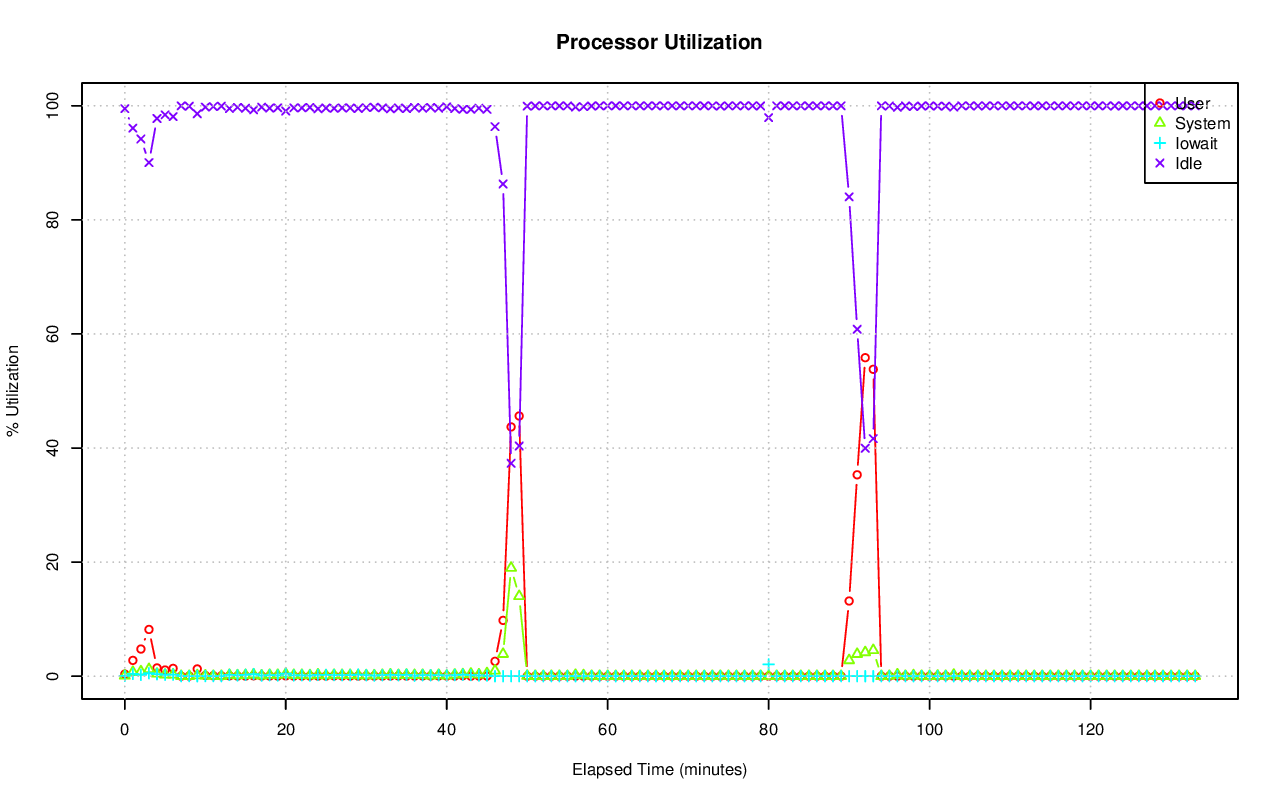 Processor Utilization
% Utilization
100
80
60
40
20
0
User
System
Iowait
Idle
0 20 40 60 80 100 120
Elapsed Time (minutes)